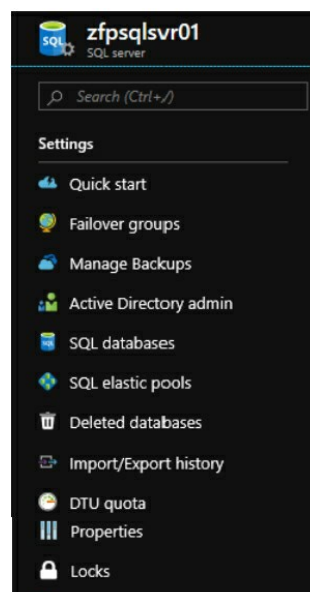 SQL
zfpsqlsvr01
SQL server
Search (Ctrl+/)
Settings
Quick start
Failover groups
Manage Backups
Active Directory admin
SQL databases
SQL elastic pools
Deleted databases
Import/Export history
DTU quota
Properties
Locks